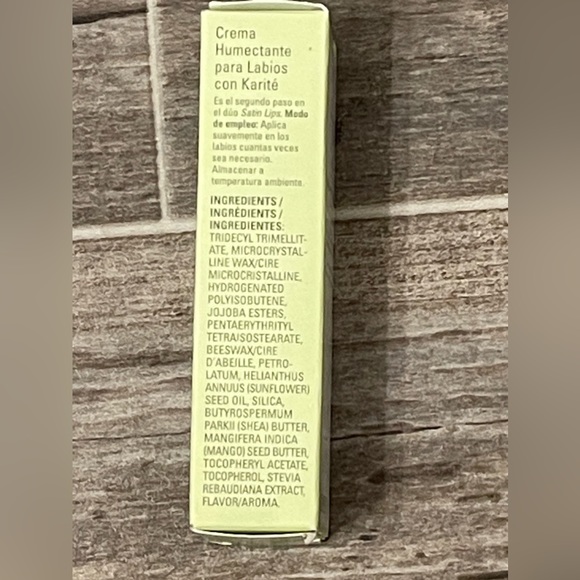 Crema
Humectante
para Labios
con Karité
Es el segundo paso en
el dúo Satin Lips. Modo
de empleo: Aplica
suavemente en los
labios cuantas veces
sea necesario.
Almacenar a
temperatura ambiente.
INGREDIENTS /
INGRÉDIENTS /
INGREDIENTES:
TRIDECYL TRIMELLIT-
ATE, MICROCRYSTAL-
LINE WAX/CIRE
MICROCRISTALLINE,
HYDROGENATED
POLYISOBUTENE,
JOJOBA ESTERS,
PENTAERYTHRITYL
TETRAISOSTEARATE,
BEESWAX/CIRE
D'ABEILLE, PETRO-
LATUM, HELIANTHUS
ANNUUS (SUNFLOWER)
SEED OIL, SILICA,
BUTYROSPERMUM
PARKII (SHEA) BUTTER,
MANGIFERA INDICA
(MANGO) SEED BUTTER,
TOCOPHERYL ACETATE,
TOCOPHEROL, STEVIA
REBAUDIANA EXTRACT,
FLAVOR/AROMA.